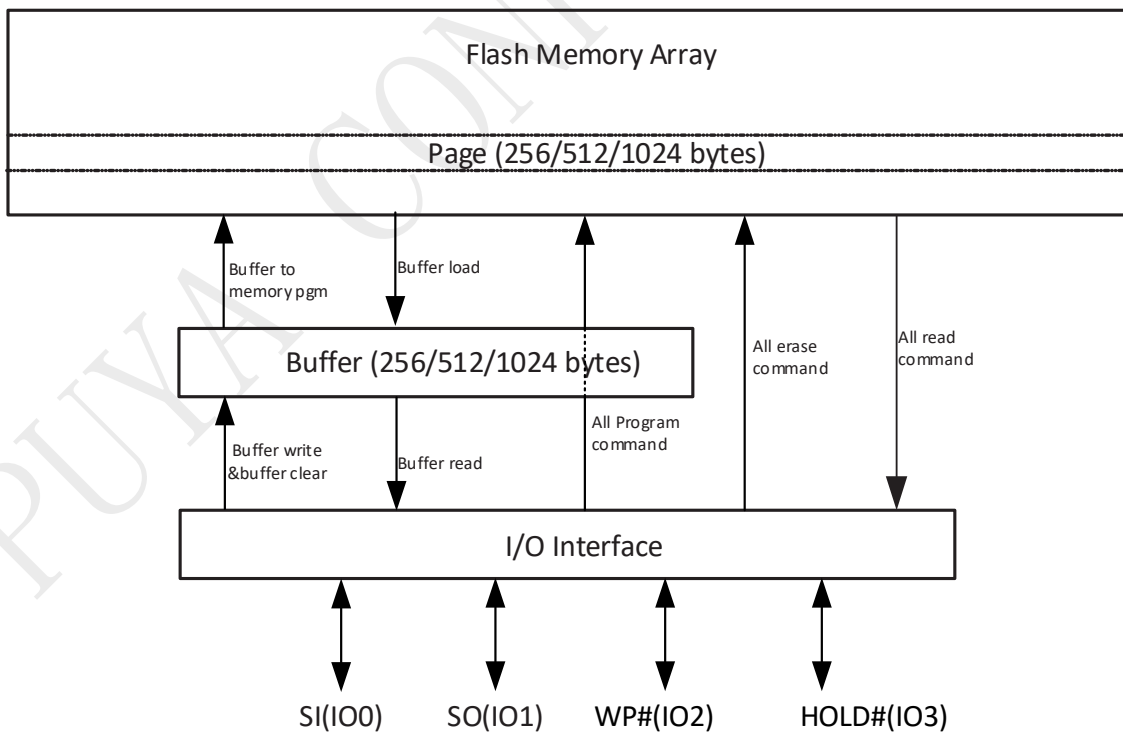 Flash Memory Array
Page (256/512/1024 bytes)
Buffer to
memory pgm
Buffer load
All erase
command
All read
command
Buffer (256/512/1024 bytes)
All Program
command
Buffer write
&buffer clear
Buffer read
I/O Interface
SI(IO0)
SO(IO1)
WP#(IO2)
HOLD#(IO3)
PUYA